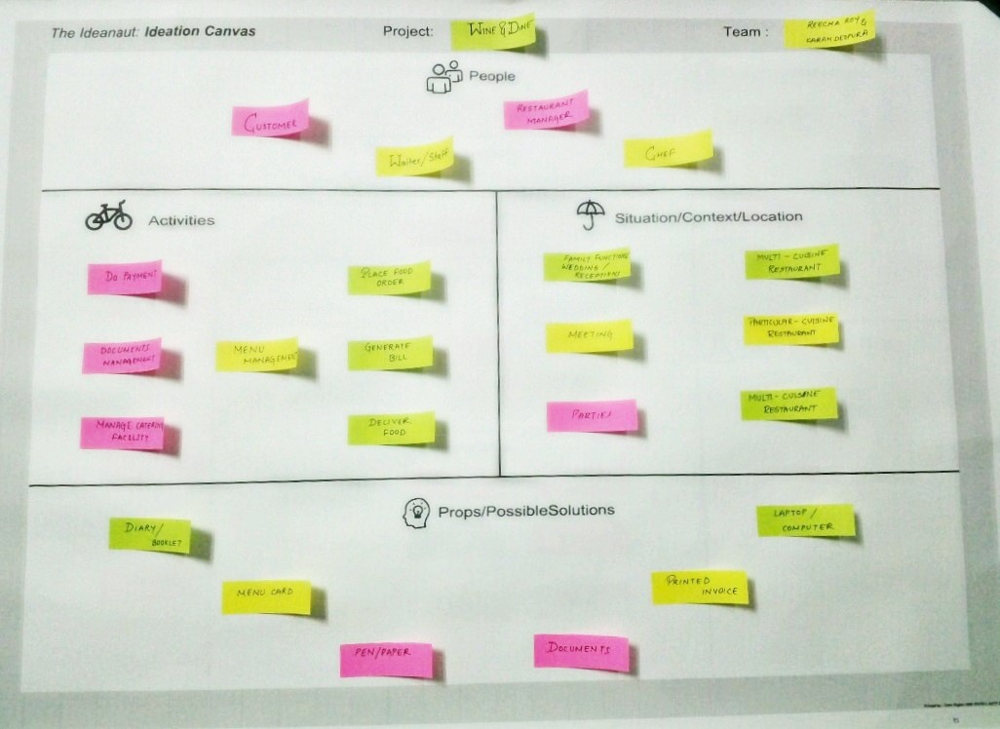 The Ideanaut: Ideation Canvas
Project:
WINE & DINE
Team :
REECHA ROY &
KARAN DEOPURA
People
CUSTOMER
RESTAURANT
MANAGER
Waiter/Staff
CHEF
Activities
DO PAYMENT
PLACE FOOD
ORDER
DOCUMENTS
MANAGEMENT
MENU
MANAGEMENT
GENERATE
BILL
MANAGE CATERING
FACILITY
DELIVER
FOOD
Situation/Context/Location
FAMILY FUNCTIONS
WEDDING /
RECEPTIONS
MULTI - CUISINE
RESTAURANT
MEETING
PARTICULAR - CUISINE
RESTAURANT
PARTIES
MULTI - CUISINE
RESTAURANT
Props/PossibleSolutions
DIARY/
BOOKLET
LAPTOP /
COMPUTER
MENU CARD
PRINTED
INVOICE
PEN/PAPER
DOCUMENTS